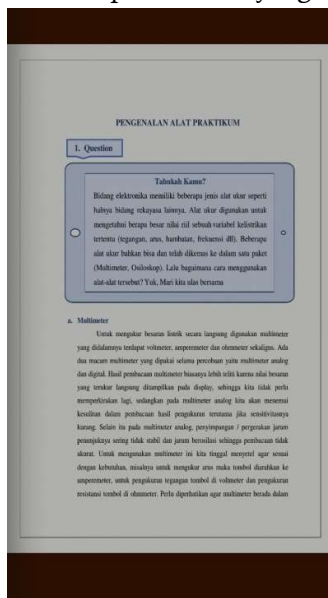 PENGENALAN ALAT PRAKTIKUM
1. Question
Tahukah Kamu?
Bidang elektronika memiliki beberapa jenis alat ukur seperti
halnya bidang rekayasa lainnya. Alat ukur digunakan untuk
mengetahui berapa besar nilai riil sebuah variabel kelistrikan
tertentu (tegangan, arus, hambatan, frekuensi dll). Beberapa
alat ukur bahkan bisa dan telah dikemas ke dalam satu paket
(Multimeter, Osiloskop). Lalu bagaimana cara menggunakan
alat-alat tersebut? Yuk, Mari kita ulas bersama
a. Multimeter
Untuk mengukur besaran listrik secara langsung digunakan multimeter
yang didalamnya terdapat voltmeter, amperemeter dan ohmmeter sekaligus. Ada
dua macam multimeter yang dipakai selama percobaan yaitu multimeter analog
dan digital. Hasil pembacaan multimeter biasanya lebih teliti karena nilai besaran
yang terukur langsung ditampilkan pada display, sehingga kita tidak perlu
memperkirakan lagi, sedangkan pada multimeter analog kita akan menemui
kesulitan dalam pembacaan hasil pengukuran terutama jika sensitivitasnya
kurang. Selain itu pada multimeter analog, penyimpangan / pergerakan jarum
penunjuknya sering tidak stabil dan jarum berosilasi sehingga pembacaan tidak
akurat. Untuk mengunakan multimeter ini kita tinggal menyetel agar sesuai
dengan kebutuhan, misalnya untuk mengukur arus maka tombol diarahkan ke
amperemeter, untuk pengukuran tegangan tombol di voltmeter dan pengukuran
resistansi tombol di ohmmeter. Perlu diperhatikan agar multimeter berada dalam